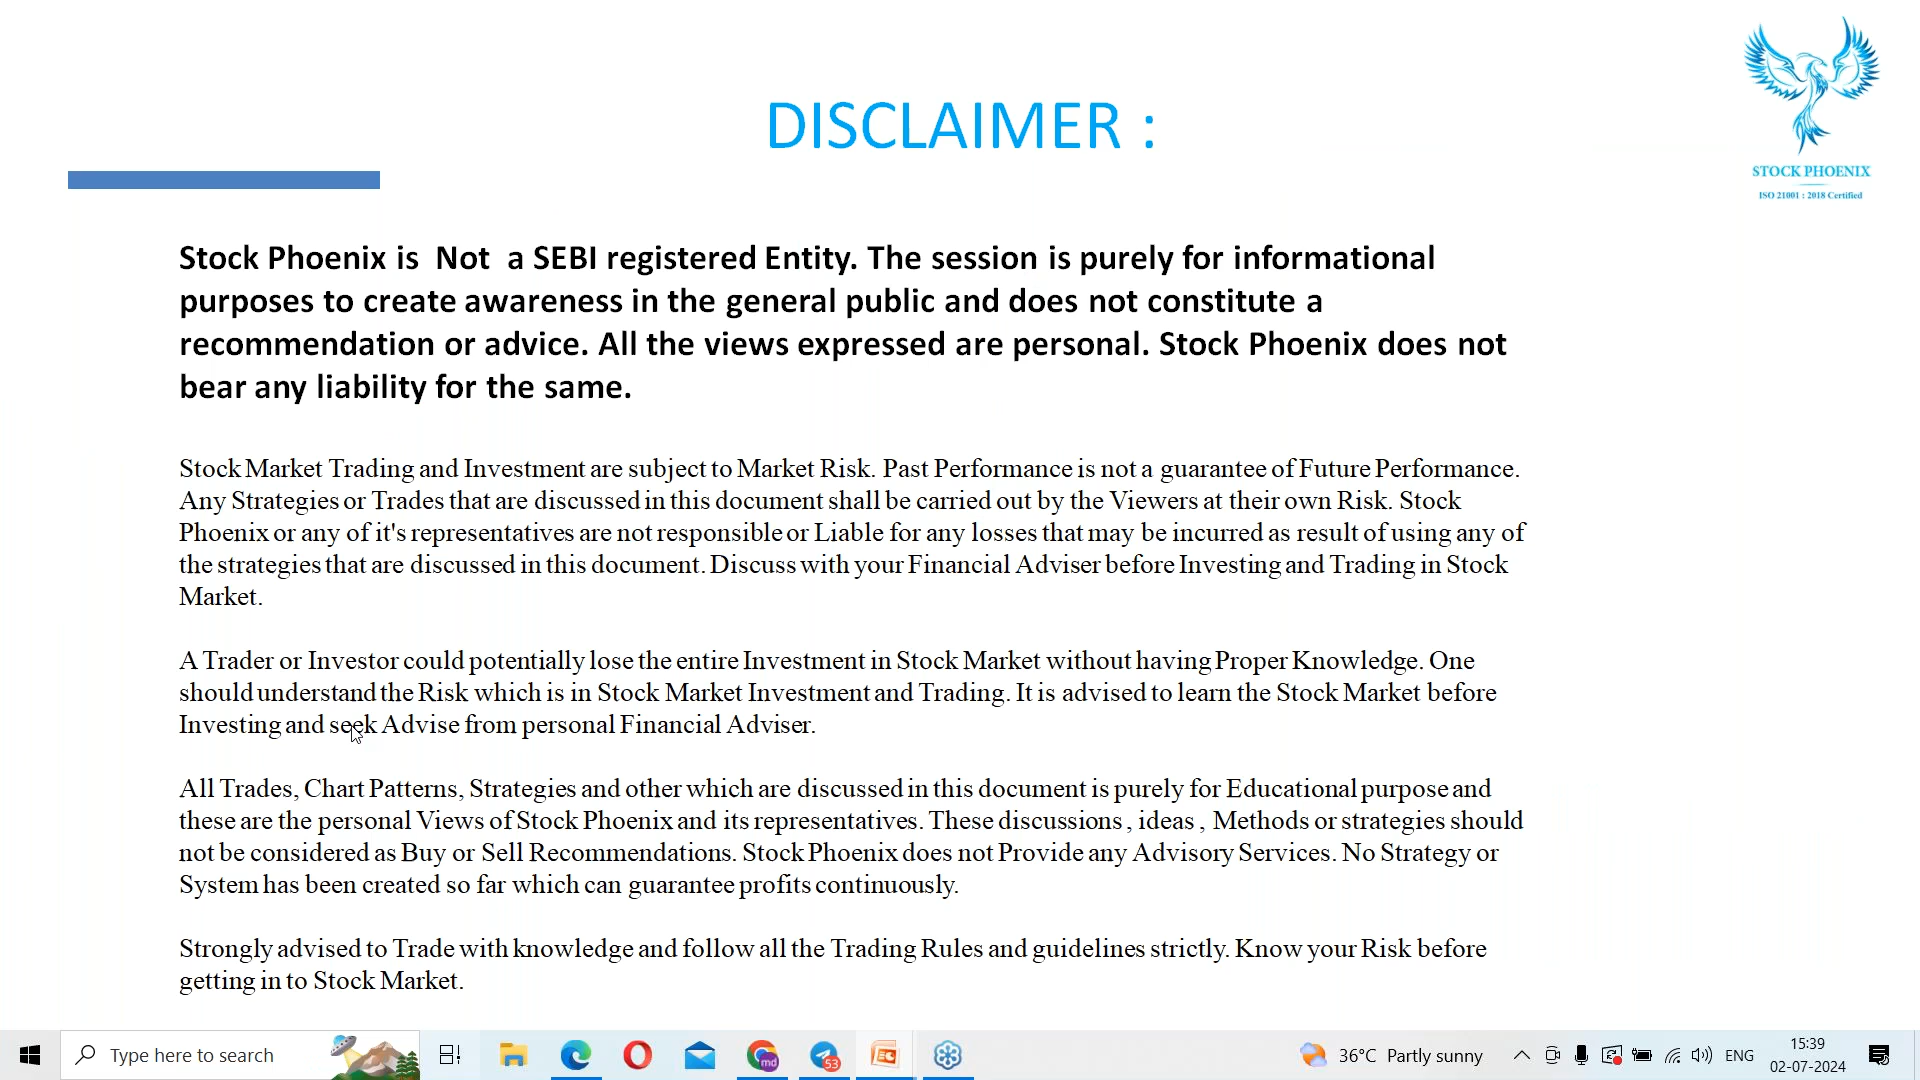 DISCLAIMER :
STOCK PHOENIX
ISO 21001 : 2018 Certified
Stock Phoenix is Not a SEBI registered Entity. The session is purely for informational
purposes to create awareness in the general public and does not constitute a
recommendation or advice. All the views expressed are personal. Stock Phoenix does not
bear any liability for the same.
Stock Market Trading and Investment are subject to Market Risk. Past Performance is not a guarantee of Future Performance.
Any Strategies or Trades that are discussed in this document shall be carried out by the Viewers at their own Risk. Stock
Phoenix or any of it's representatives are not responsible or Liable for any losses that may be incurred as result of using any of
the strategies that are discussed in this document. Discuss with your Financial Adviser before Investing and Trading in Stock
Market.
A Trader or Investor could potentially lose the entire Investment in Stock Market without having Proper Knowledge. One
should understand the Risk which is in Stock Market Investment and Trading. It is advised to learn the Stock Market before
Investing and seek Advise from personal Financial Adviser.
All Trades, Chart Patterns, Strategies and other which are discussed in this document is purely for Educational purpose and
these are the personal Views of Stock Phoenix and its representatives. These discussions , ideas , Methods or strategies should
not be considered as Buy or Sell Recommendations. Stock Phoenix does not Provide any Advisory Services. No Strategy or
System has been created so far which can guarantee profits continuously.
Strongly advised to Trade with knowledge and follow all the Trading Rules and guidelines strictly. Know your Risk before
getting in to Stock Market.
Type here to search
md
53
36°C Partly sunny
ENG
15:39
02-07-2024